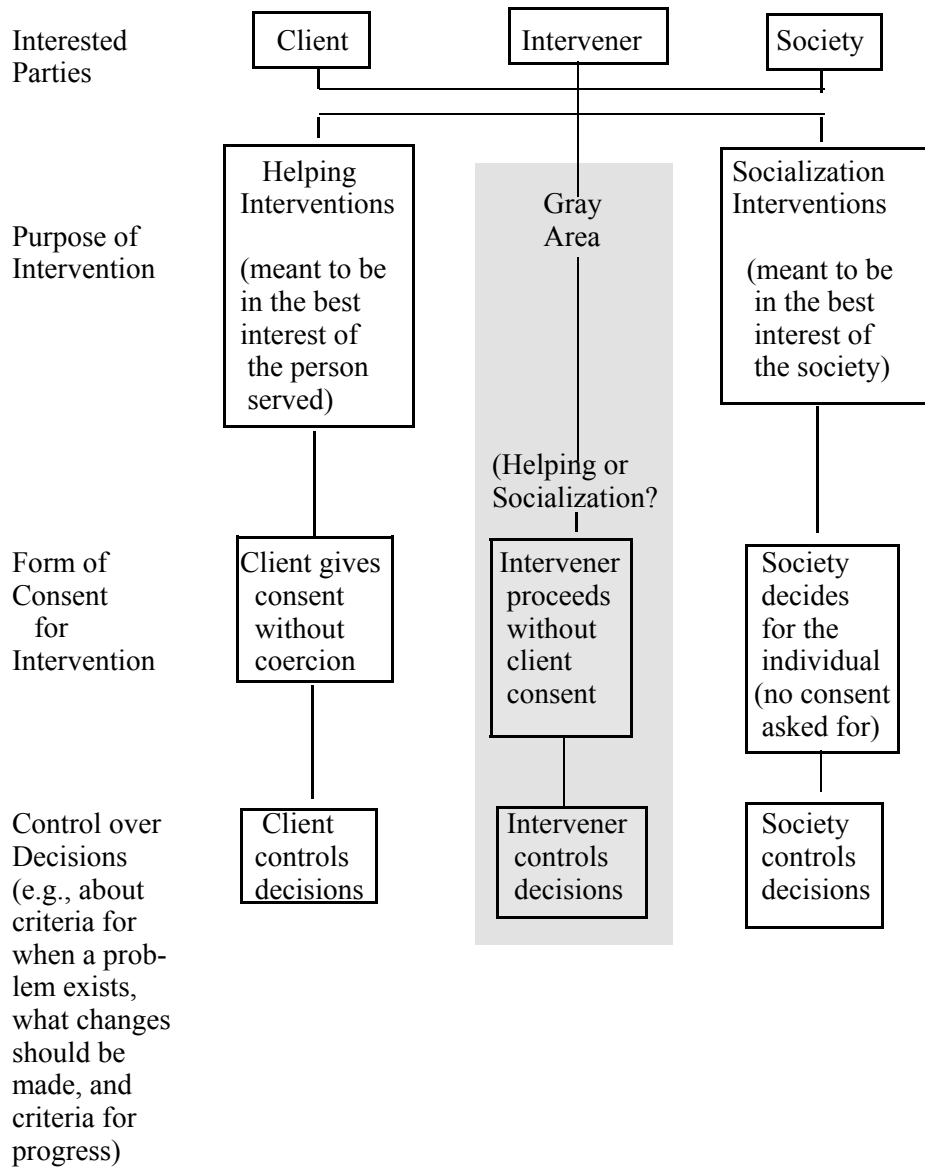 Interested
Parties
Client
Intervener
Society
Purpose of
Intervention
Helping
Interventions
(meant to be
in the best
interest of
the person
served)
Gray
Area
(Helping or
Socialization?
Socialization
Interventions
(meant to be
in the best
interest of
the society)
Form of
Consent
for
Intervention
Client gives
consent
without
coercion
Intervener
proceeds
without
client
consent
Society
decides
for the
individual
(no consent
asked for)
Control over
Decisions
(e.g., about
criteria for
when a prob-
lem exists,
what changes
should be
made, and
criteria for
progress)
Client
controls
decisions
Intervener
controls
decisions
Society
controls
decisions